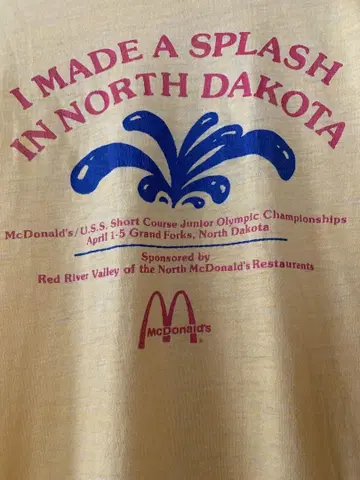 I MADE A SPLASH
IN NORTH DAKOTA
McDonald's/U.S.S. Short Course Junior Olympic Championships
April 1-5 Grand Forks, North Dakota
Sponsored by
Red River Valley of the North McDonald's Restaurants
McDonald's